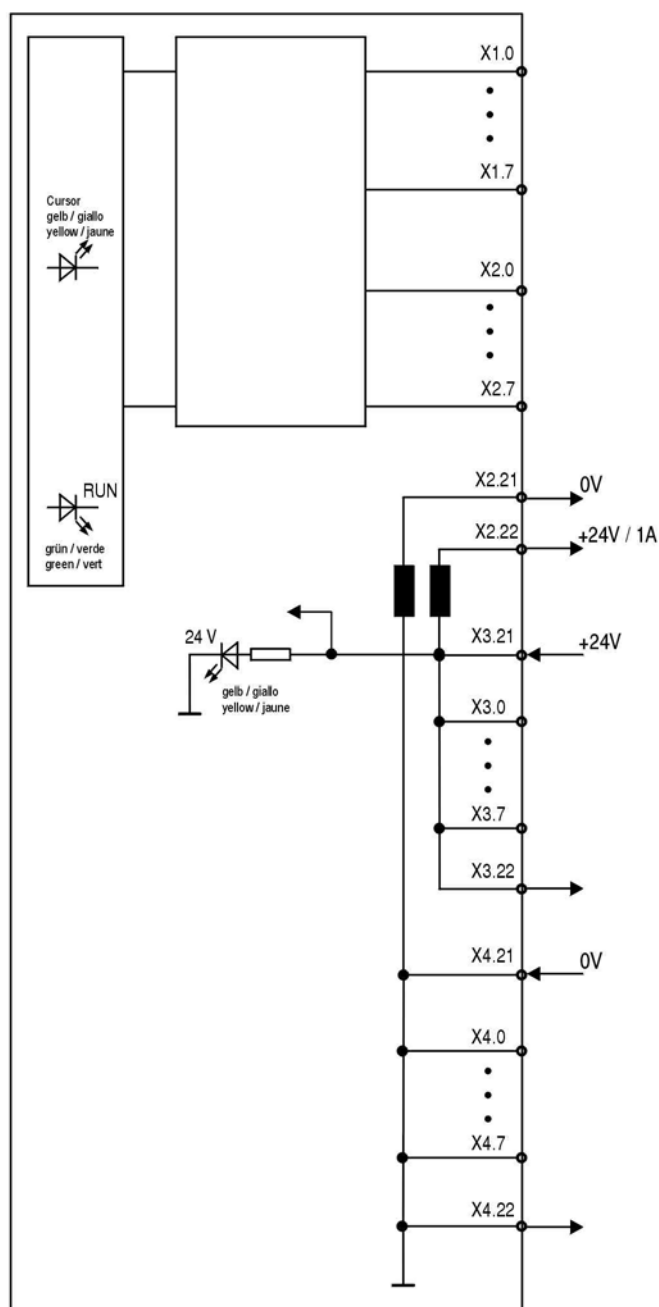 X1.0
X1.7
Cursor
gelb / giallo
yellow / jaune
X2.0
X2.7
RUN
grün / verde
green / vert
X2.21
0V
X2.22
+24V / 1A
24 V
gelb / giallo
yellow / jaune
X3.21
+24V
X3.0
X3.7
X3.22
X4.21
0V
X4.0
X4.7
X4.22